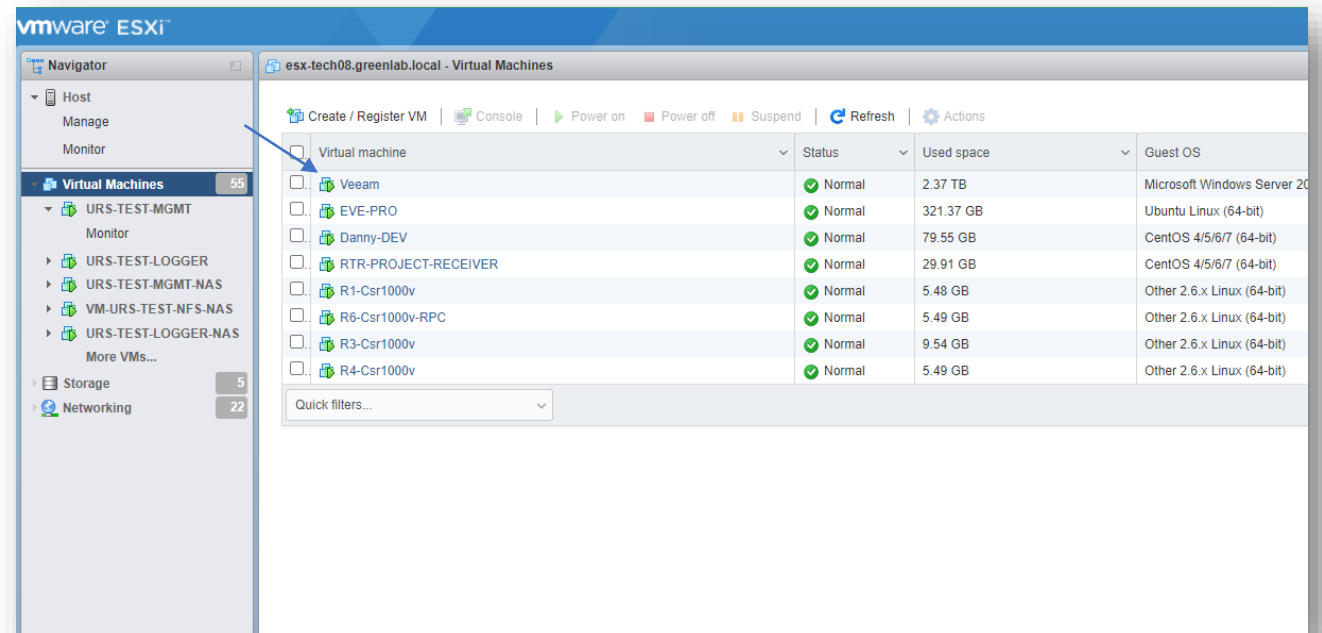 vmware ESXi™
Navigator
Host
Manage
Monitor
Virtual Machines 55
URS-TEST-MGMT
Monitor
URS-TEST-LOGGER
URS-TEST-MGMT-NAS
VM-URS-TEST-NFS-NAS
URS-TEST-LOGGER-NAS
More VMs...
Storage 5
Networking 22
esx-tech08.greenlab.local - Virtual Machines
Create / Register VM | Console | Power on Power off Suspend | Refresh | Actions
Virtual machine Status Used space Guest OS
Veeam Normal 2.37 TB Microsoft Windows Server 20
EVE-PRO Normal 321.37 GB Ubuntu Linux (64-bit)
Danny-DEV Normal 79.55 GB CentOS 4/5/6/7 (64-bit)
RTR-PROJECT-RECEIVER Normal 29.91 GB CentOS 4/5/6/7 (64-bit)
R1-Csr1000v Normal 5.48 GB Other 2.6.x Linux (64-bit)
R6-Csr1000v-RPC Normal 5.49 GB Other 2.6.x Linux (64-bit)
R3-Csr1000v Normal 9.54 GB Other 2.6.x Linux (64-bit)
R4-Csr1000v Normal 5.49 GB Other 2.6.x Linux (64-bit)
Quick filters...